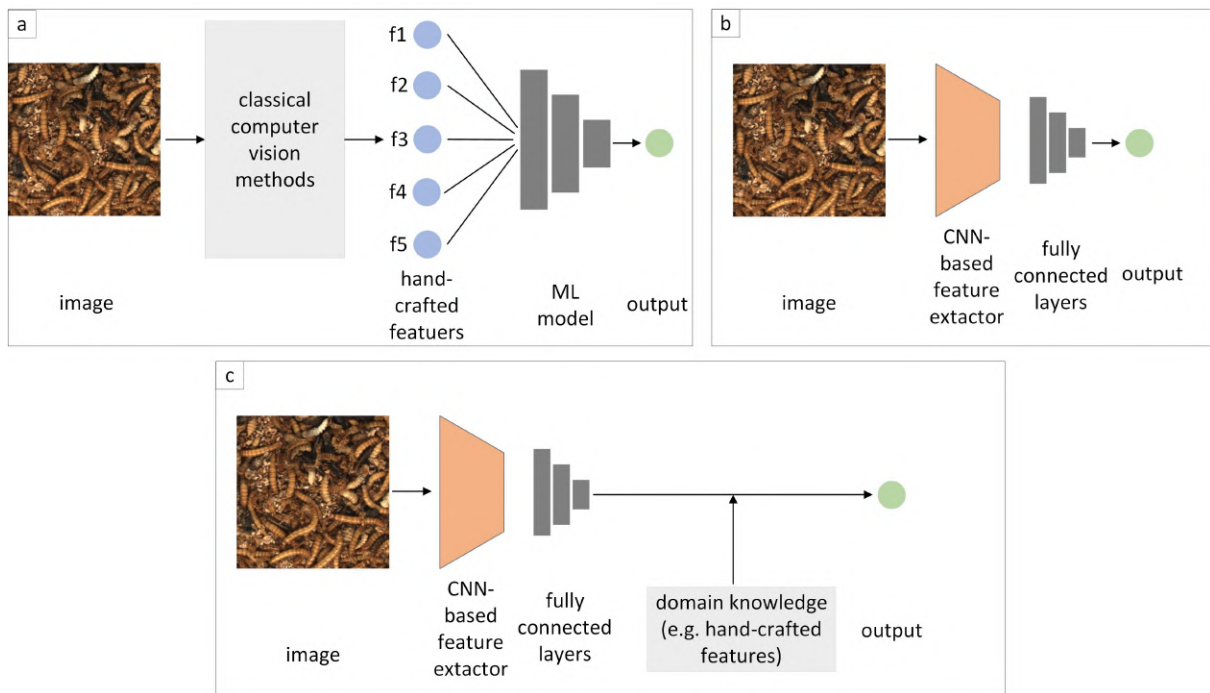 a
classical
computer
vision
methods
f1
f2
f3
f4
f5
image
hand-
crafted
featuers
ML
model
output
b
image
CNN-
based
feature
extactor
fully
connected
layers
output
c
image
CNN-
based
feature
extactor
fully
connected
layers
domain knowledge
(e.g. hand-crafted
features)
output